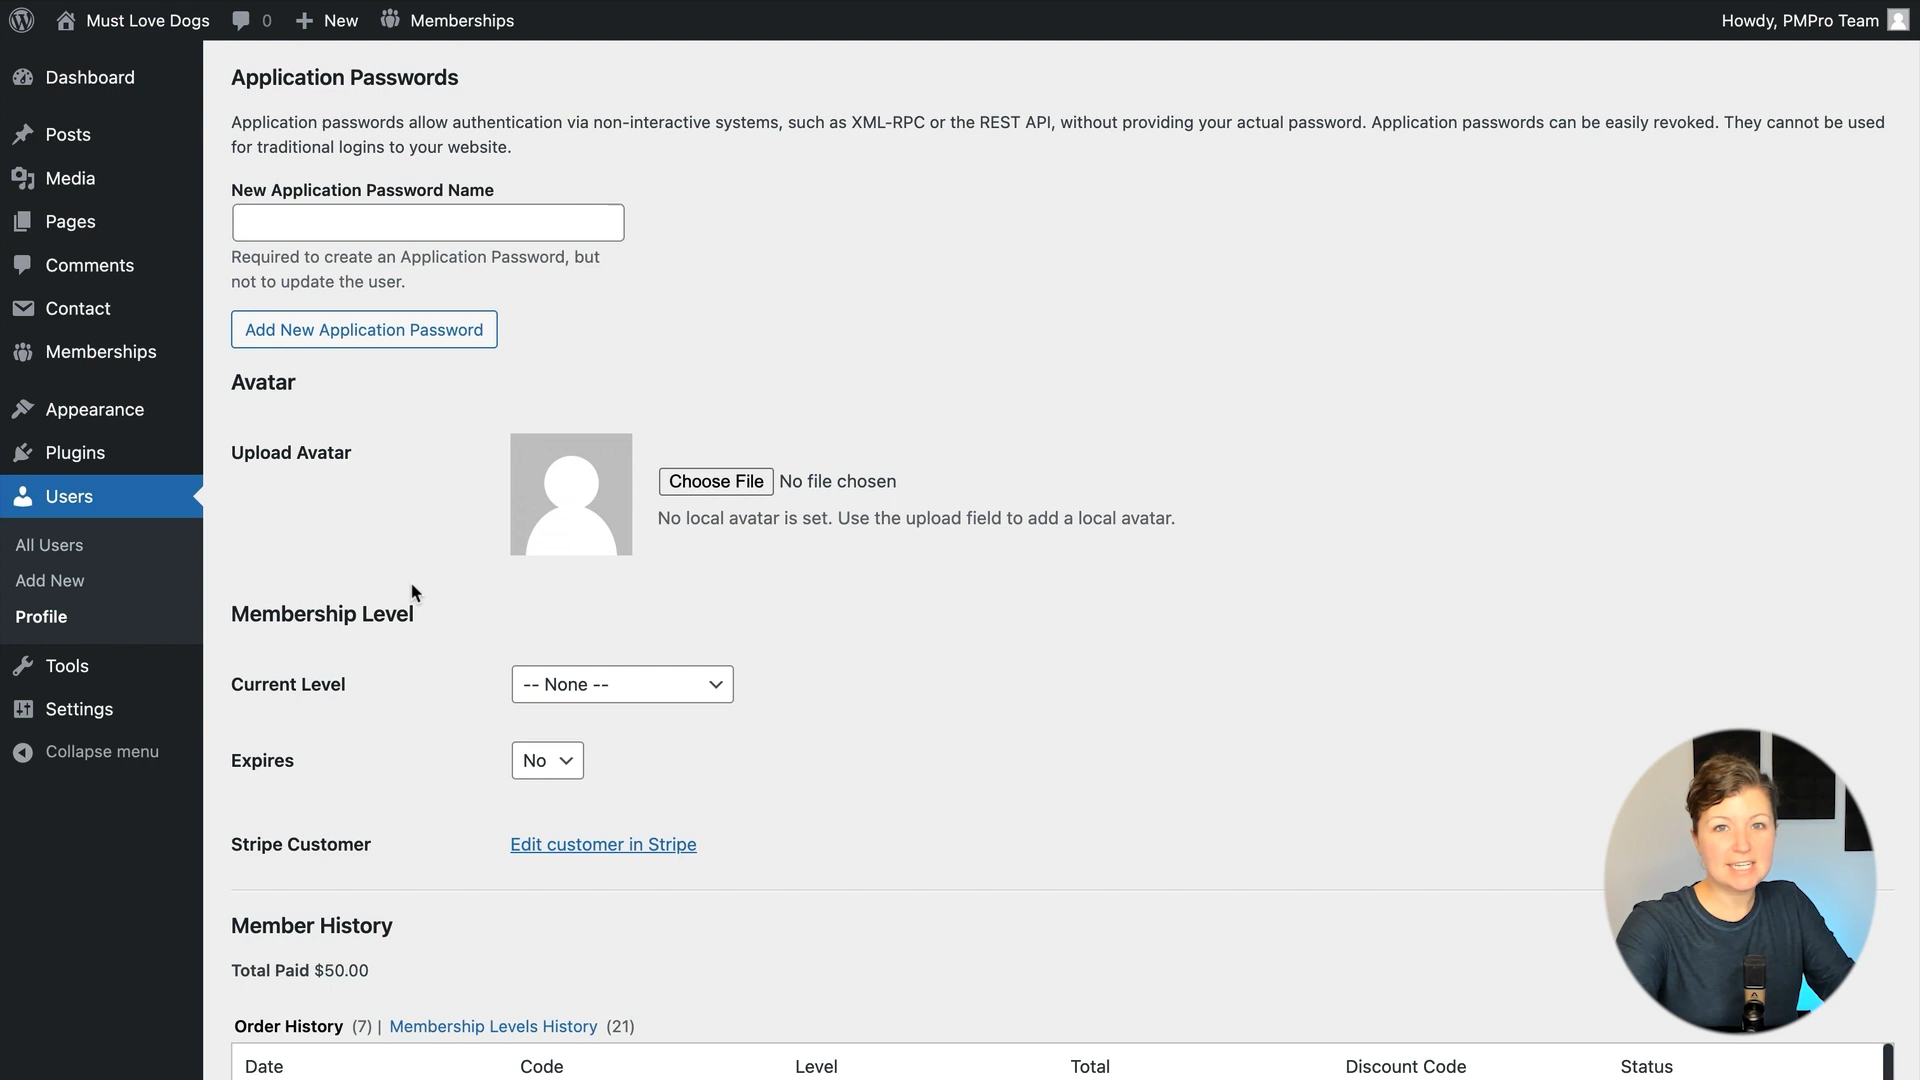 Must Love Dogs 0 New Memberships Howdy, PMPro Team
Dashboard
Posts
Media
Pages
Comments
Contact
Memberships
Appearance
Plugins
Users
All Users
Add New
Profile
Tools
Settings
Collapse menu
Application Passwords
Application passwords allow authentication via non-interactive systems, such as XML-RPC or the REST API, without providing your actual password. Application passwords can be easily revoked. They cannot be used
for traditional logins to your website.
New Application Password Name
Required to create an Application Password, but
not to update the user.
Add New Application Password
Avatar
Upload Avatar
Choose File No file chosen
No local avatar is set. Use the upload field to add a local avatar.
Membership Level
Current Level -- None --
Expires No
Stripe Customer Edit customer in Stripe
Member History
Total Paid $50.00
Order History (7) | Membership Levels History (21)
Date Code Level Total Discount Code Status